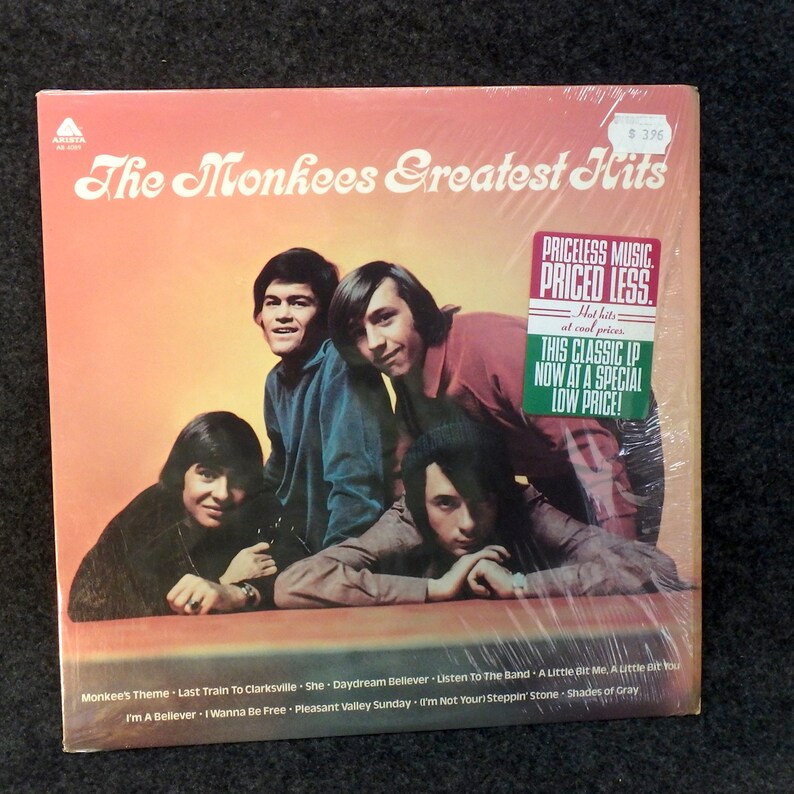 ARISTA
AB 4089
$ 3.96
The Monkees Greatest Hits
PRICELESS MUSIC.
PRICED LESS.
Hot hits
at cool prices.
THIS CLASSIC LP
NOW AT A SPECIAL
LOW PRICE!
Monkee's Theme • Last Train To Clarksville • She • Daydream Believer • Listen To The Band • A Little Bit Me, A Little Bit You
I'm A Believer • I Wanna Be Free • Pleasant Valley Sunday • (I'm Not Your) Steppin' Stone • Shades of Gray